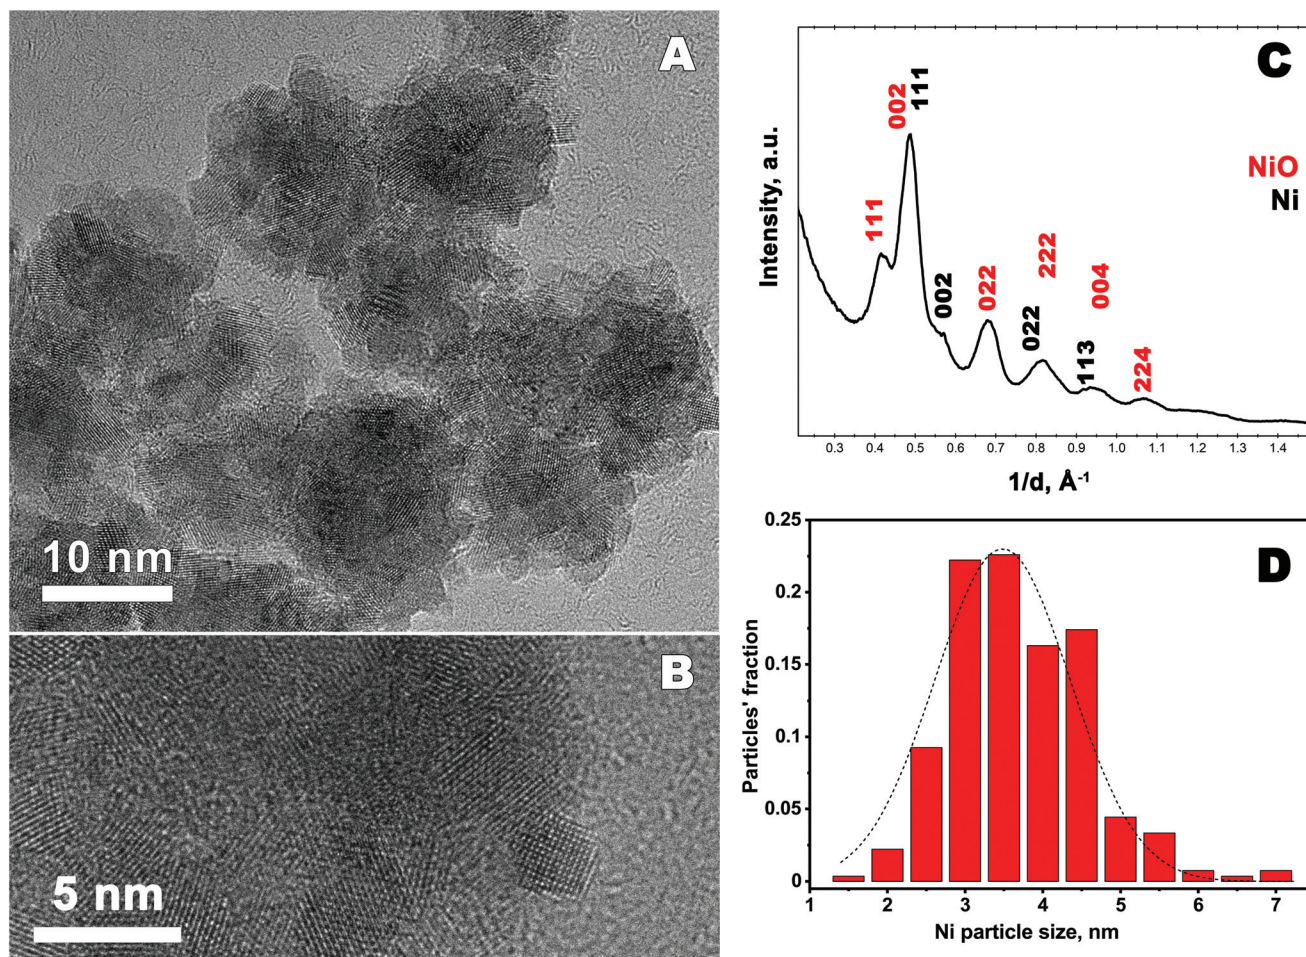 A
10 nm
B
5 nm
C
Intensity, a.u.
002
111
111
002
022
022
222
113
004
224
NiO
Ni
0.3 0.4 0.5 0.6 0.7 0.8 0.9 1.0 1.1 1.2 1.3 1.4
1/d, Å-1
D
Particles' fraction
0.25
0.2
0.15
0.1
0.05
0
1 2 3 4 5 6 7
Ni particle size, nm